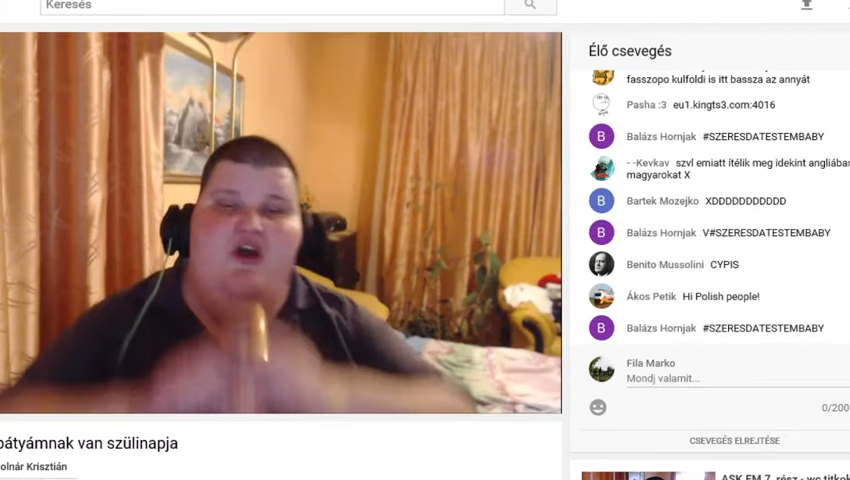 Keresés
Élő csevegés
fasszopo kulfoldi is itt bassza az annyát
Pasha :3 eu1.kingts3.com:4016
B Balázs Hornjak #SZERESDATESTEMBABY
- -Kevkav szvl emiatt ítélik meg idekint angliába
magyarokat X
B Bartek Mozejko XDDDDDDDDDDD
B Balázs Hornjak V#SZERESDATESTEMBABY
Benito Mussolini CYPIS
Ákos Petik Hi Polish people!
B Balázs Hornjak #SZERESDATESTEMBABY
Fila Marko
Mondj valamit...
0/200
CSEVEGÉS ELREJTÉSE
bátyámnak van szülinapja
olnár Krisztián
ASK FM 7. rész - wc titkok